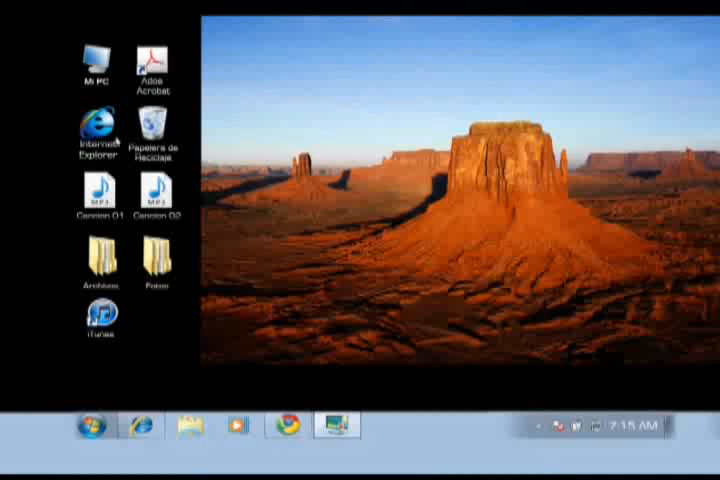 Mi PC
Ados
Acrobat
Internet
Explorer
Papelera de
Reciclaje
MP3
MP3
Cancion 01
Cancion 02
Archivos
Fotos
iTunes
7:15 AM